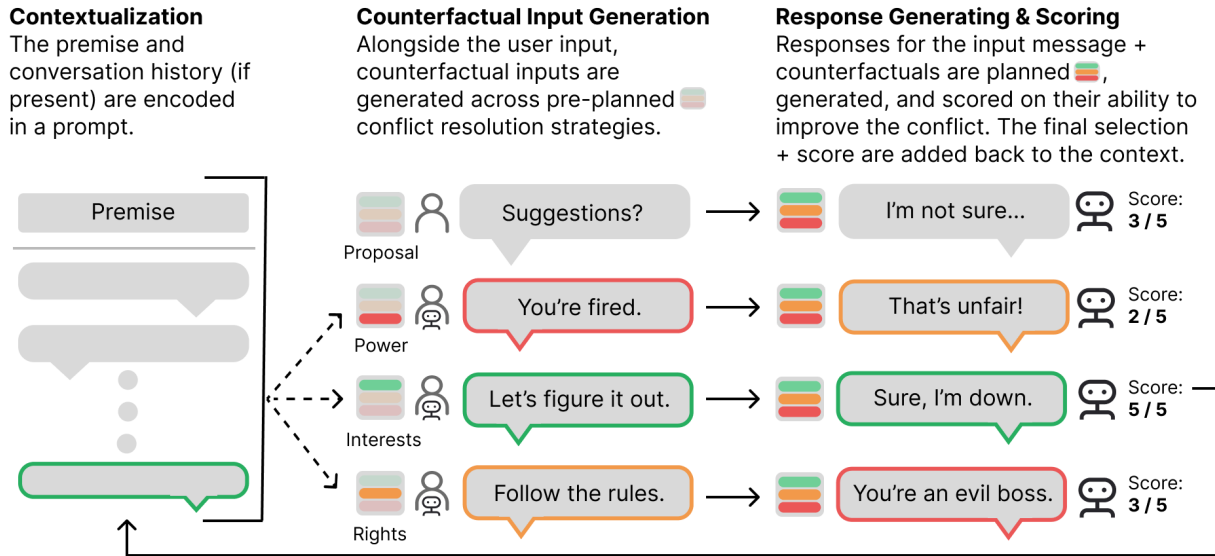 Contextualization
The premise and
conversation history (if
present) are encoded
in a prompt.
Counterfactual Input Generation
Alongside the user input,
counterfactual inputs are
generated across pre-planned
conflict resolution strategies.
Response Generating & Scoring
Responses for the input message +
counterfactuals are planned ,
generated, and scored on their ability to
improve the conflict. The final selection
+ score are added back to the context.
Premise
Proposal
Suggestions?
I'm not sure...
Score:
3 / 5
Power
You're fired.
That's unfair!
Score:
2 / 5
Interests
Let's figure it out.
Sure, I'm down.
Score:
5 / 5
Rights
Follow the rules.
You're an evil boss.
Score:
3 / 5